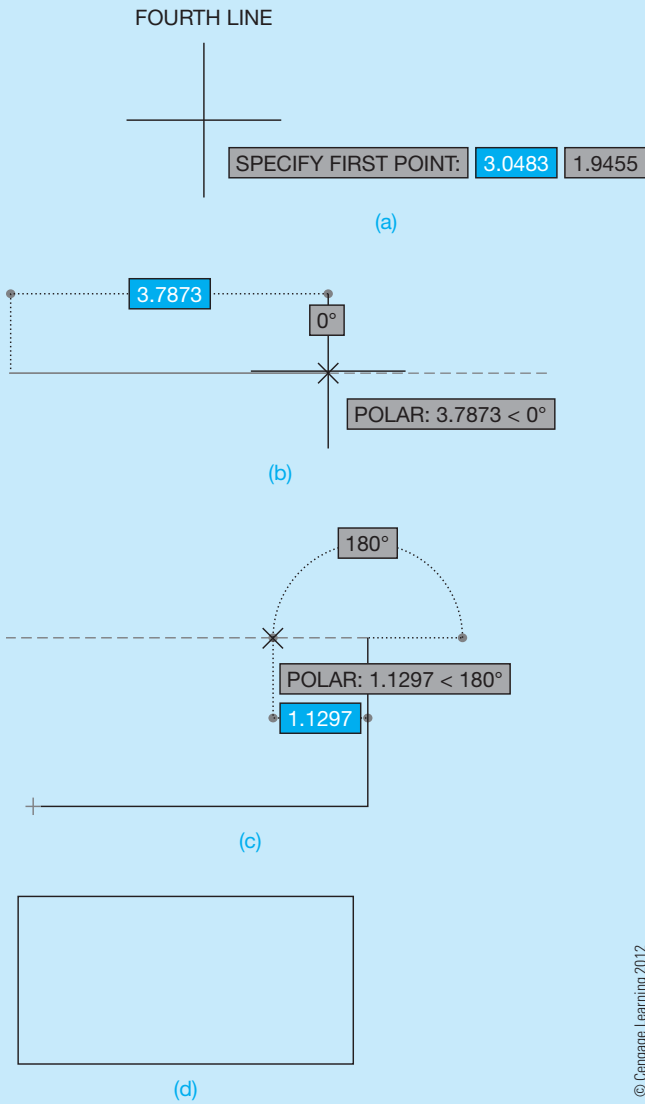 FOURTH LINE
SPECIFY FIRST POINT: 3.0483 1.9455
(a)
3.7873
0°
POLAR: 3.7873 < 0°
(b)
180°
POLAR: 1.1297 < 180°
1.1297
(c)
(d)
© Cengage Learning 2012